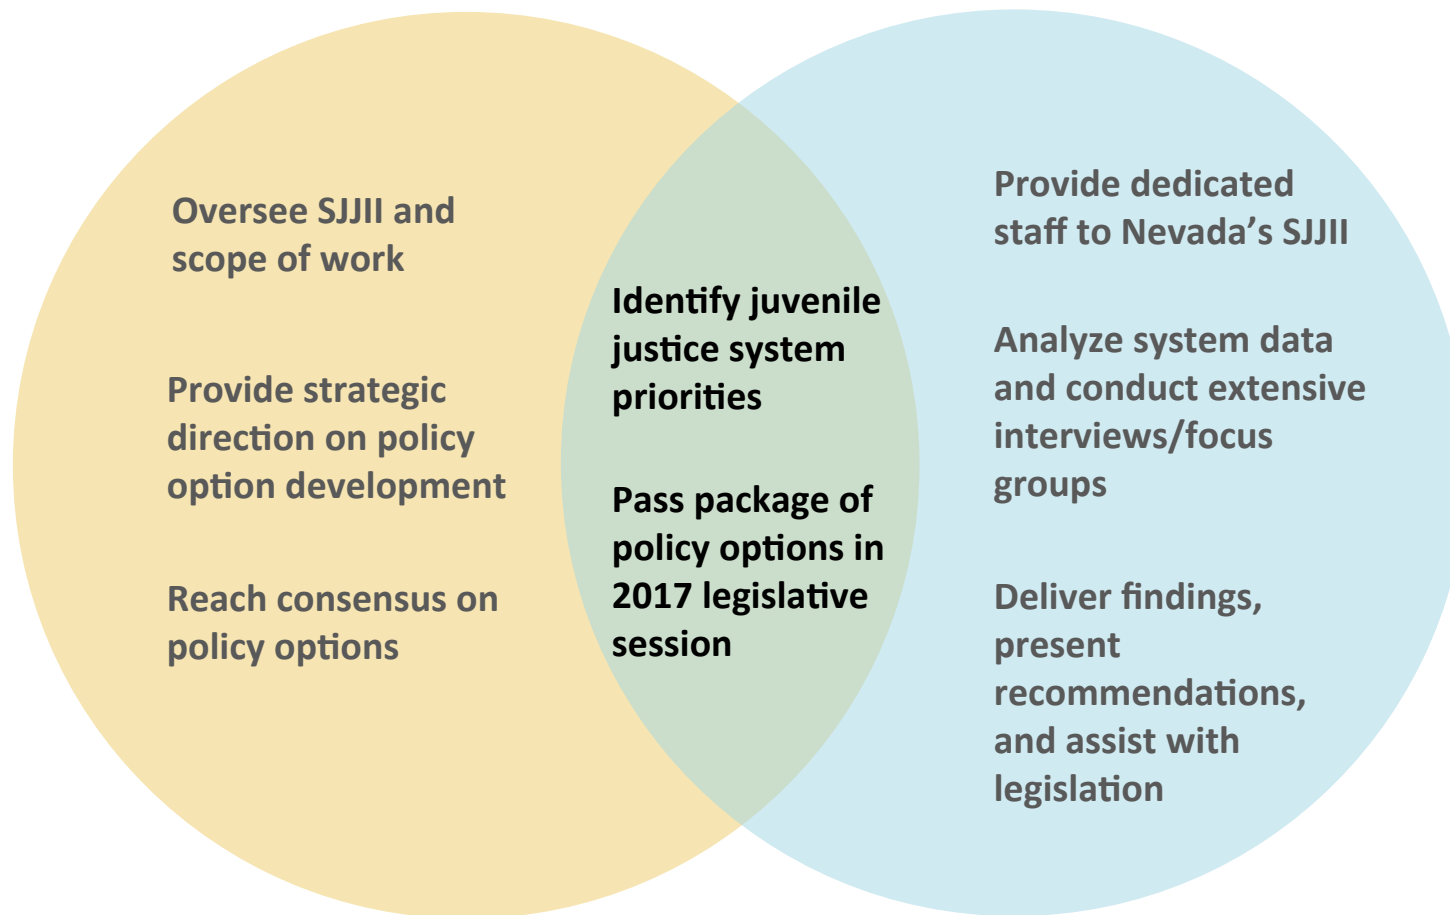 Oversee SJJII and
scope of work
Provide strategic
direction on policy
option development
Reach consensus on
policy options
Identify juvenile
justice system
priorities
Pass package of
policy options in
2017 legislative
session
Provide dedicated
staff to Nevada’s SJJII
Analyze system data
and conduct extensive
interviews/focus
groups
Deliver findings,
present
recommendations,
and assist with
legislation